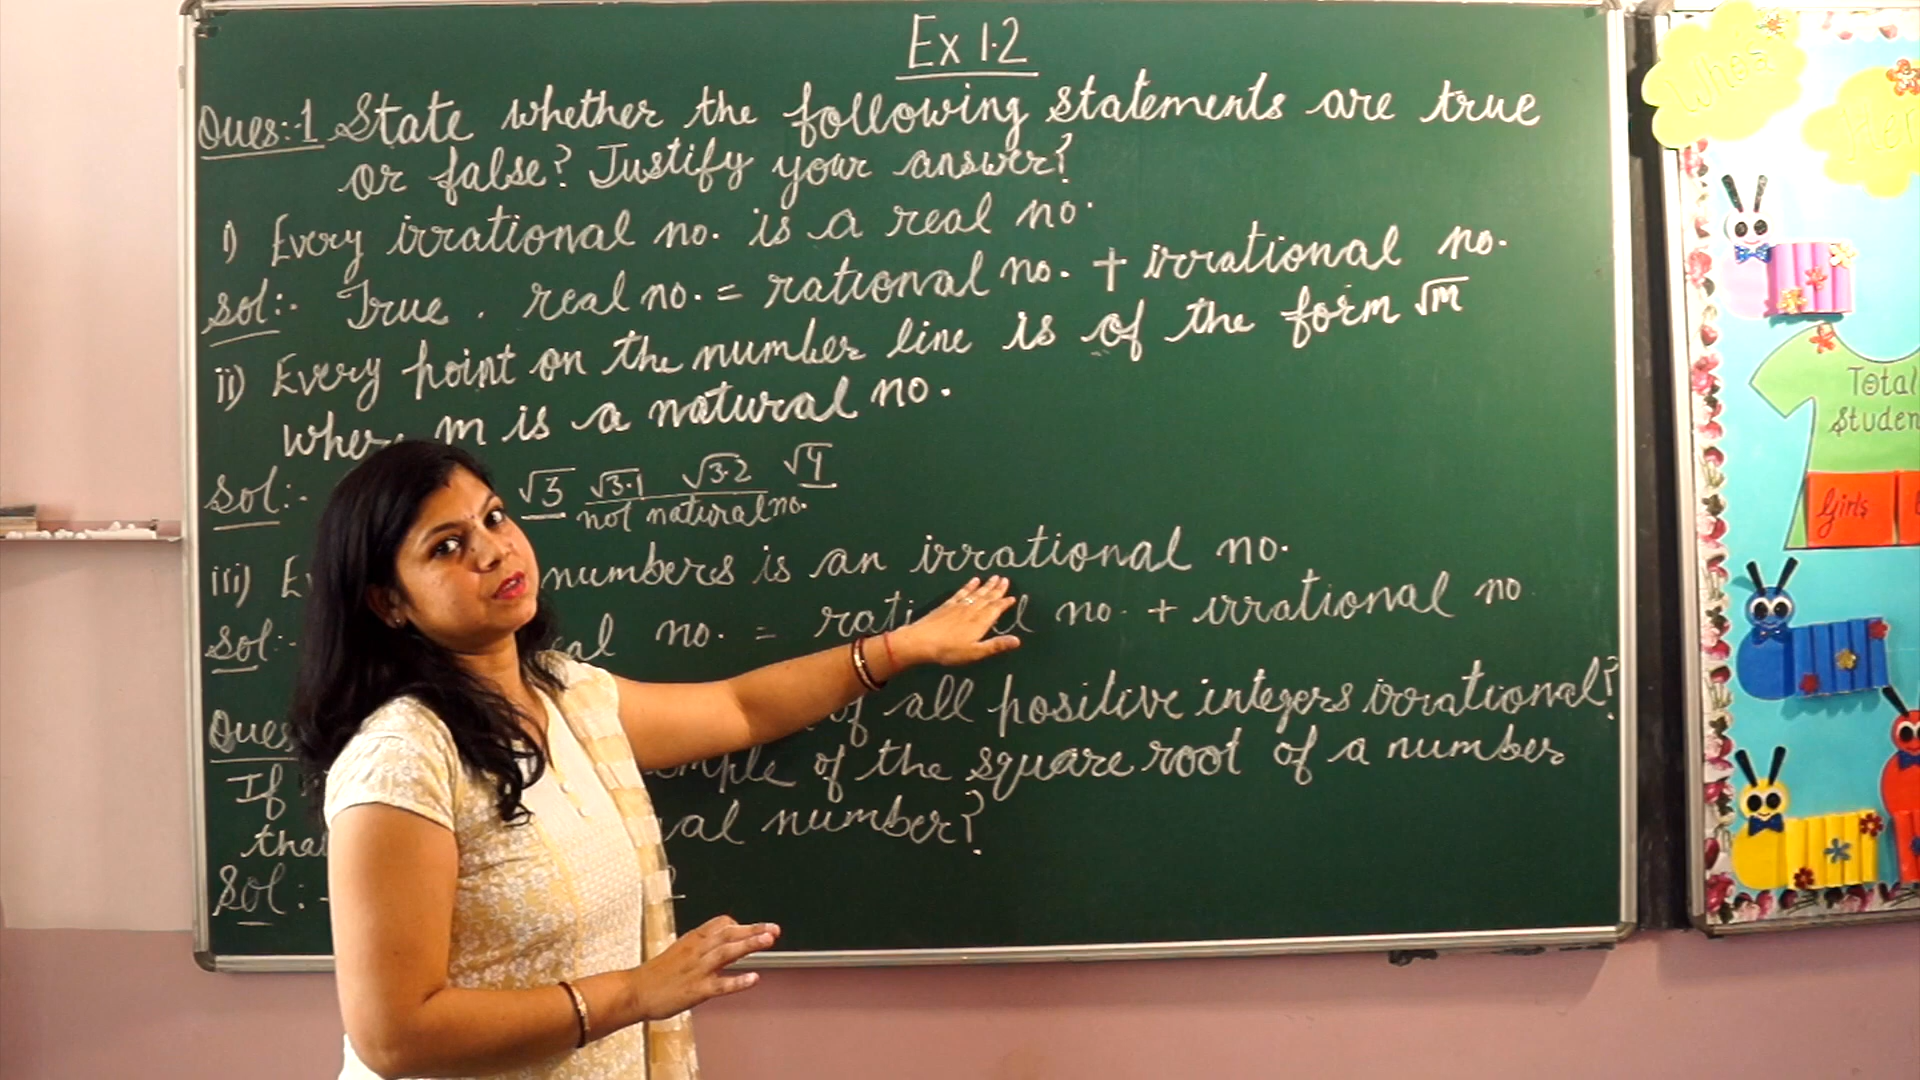 Ex 1.2
Ques:-1 State whether the following statements are true
or false? Justify your answer?
i) Every irrational no. is a real no.
Sol:- True. real no. = rational no. + irrational no.
ii) Every point on the number line is of the form √m
where m is a natural no.
Sol:- √3 √3.1 √3.2 √4
not natural no.
iii) numbers is an irrational no.
Sol:- no. = no. + irrational no
Ques of all positive integers irrational?
If of the square root of a number
number?
Sol:-
Total
Girls